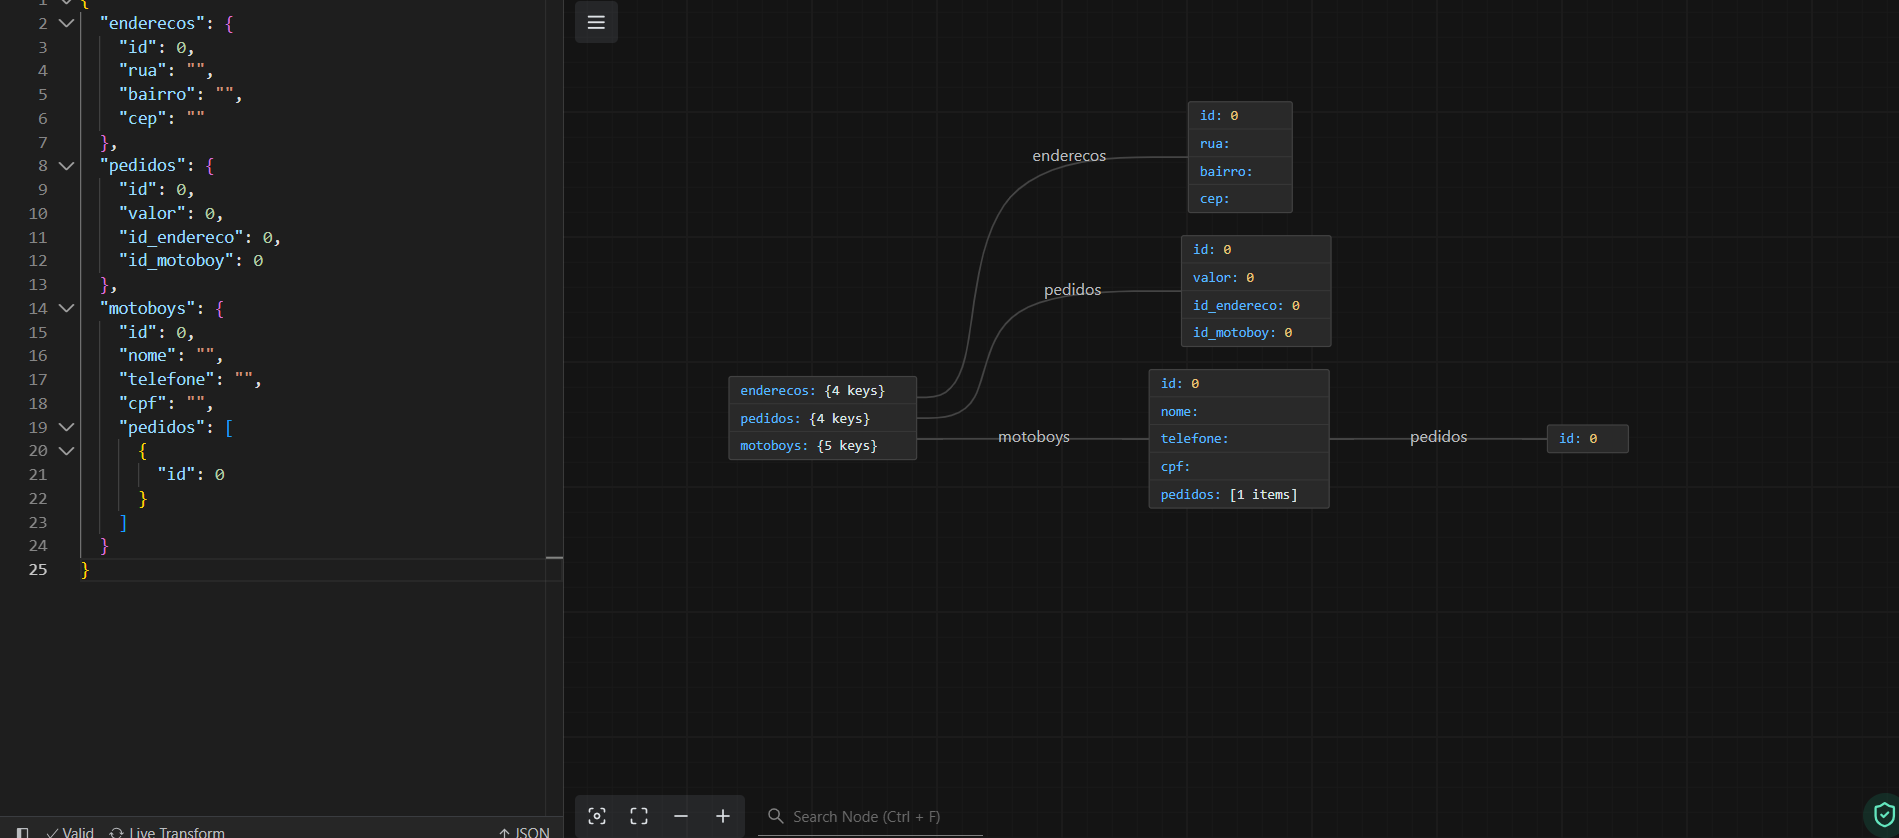 1 {
2 "enderecos": {
3 "id": 0,
4 "rua": "",
5 "bairro": "",
6 "cep": ""
7 },
8 "pedidos": {
9 "id": 0,
10 "valor": 0,
11 "id_endereco": 0,
12 "id_motoboy": 0
13 },
14 "motoboys": {
15 "id": 0,
16 "nome": "",
17 "telefone": "",
18 "cpf": "",
19 "pedidos": [
20 {
21 "id": 0
22 }
23 ]
24 }
25 }
Valid Live Transform JSON
enderecos: {4 keys}
pedidos: {4 keys}
motoboys: {5 keys}
enderecos
id: 0
rua:
bairro:
cep:
pedidos
id: 0
valor: 0
id_endereco: 0
id_motoboy: 0
motoboys
id: 0
nome:
telefone:
cpf:
pedidos: [1 items]
pedidos
id: 0
Search Node (Ctrl + F)